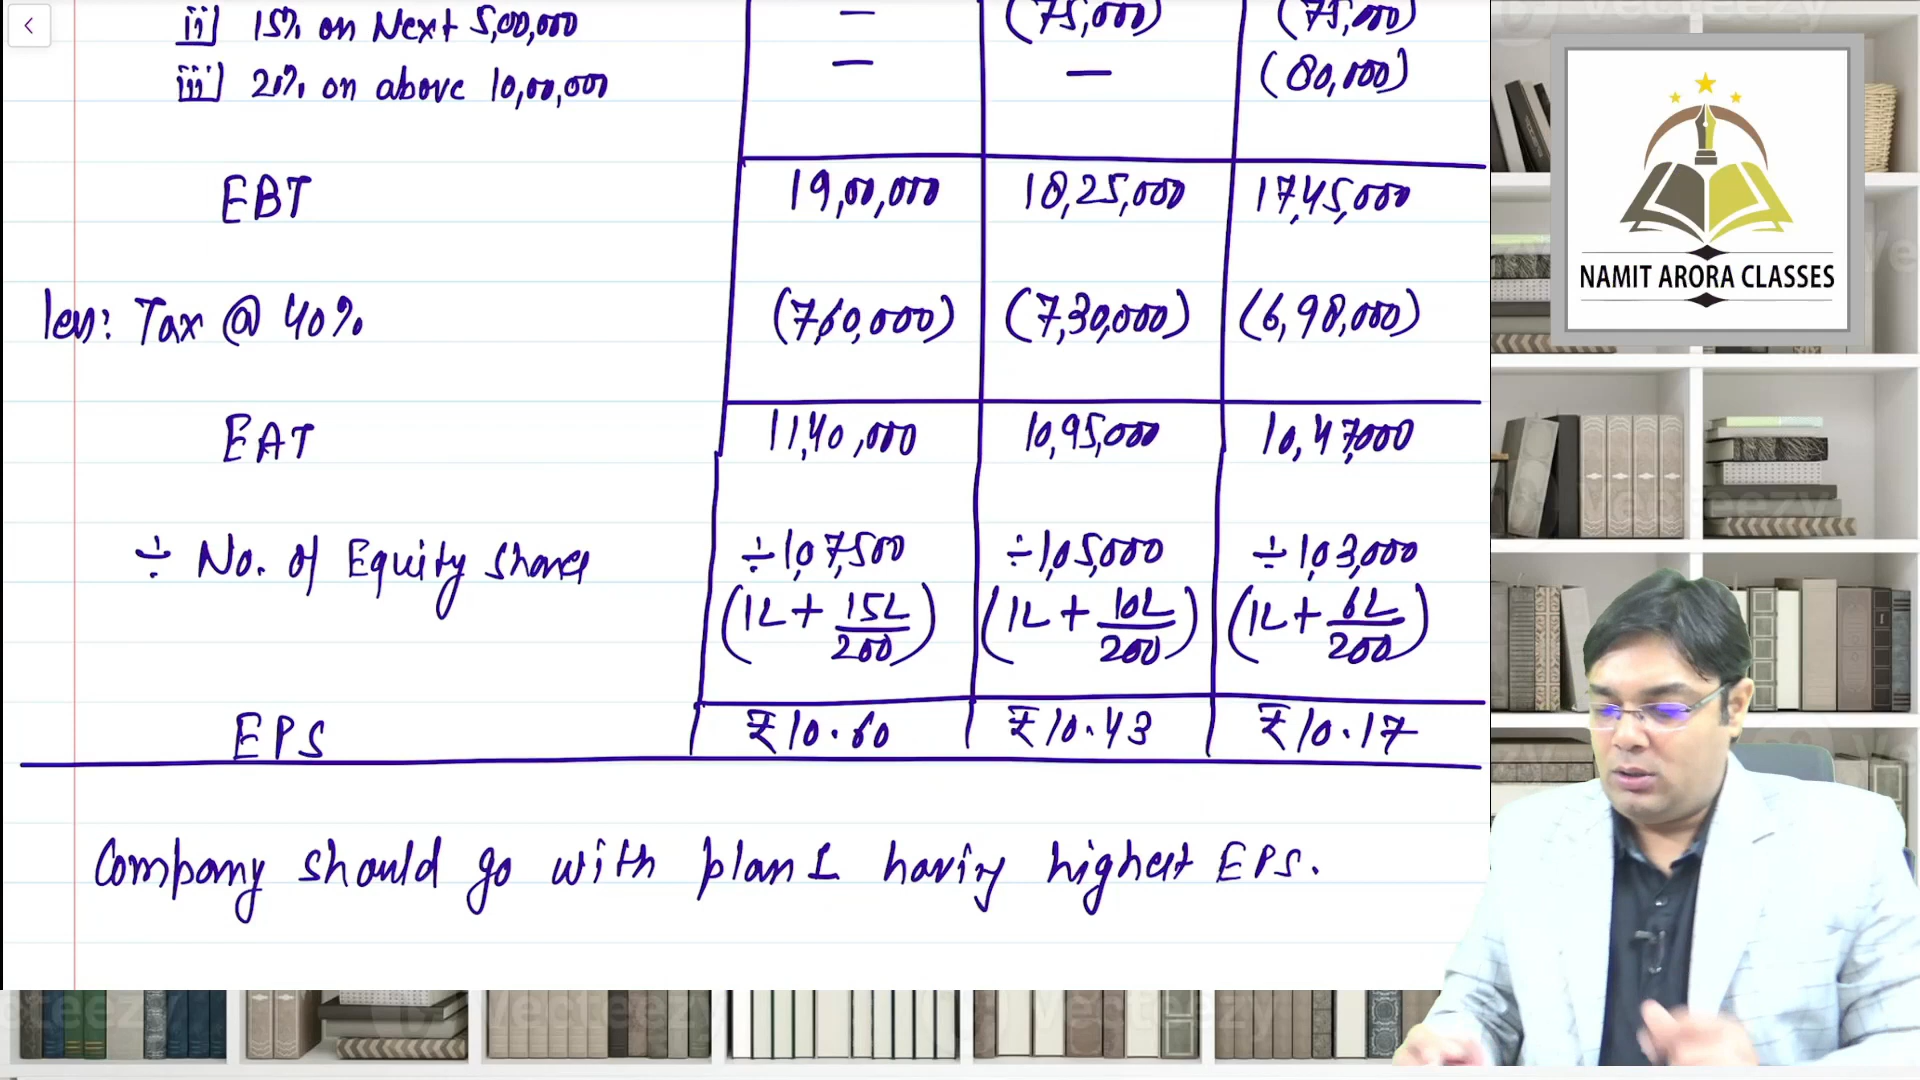 ii] 15% on Next 5,00,000 — (75,000) (75,000)
iii] 20% on above 10,00,000 — — (80,000)
EBT 19,00,000 18,25,000 17,45,000
less: Tax @ 40% (7,60,000) (7,30,000) (6,98,000)
EAT 11,40,000 10,95,000 10,47,000
÷ No. of Equity shares ÷1,07,500 ÷1,05,000 ÷1,03,000
(1L + 15L/200) (1L + 10L/200) (1L + 6L/200)
EPS ₹10.60 ₹10.43 ₹10.17
Company should go with plan I having highest EPS.
NAMIT ARORA CLASSES
Vecteezy